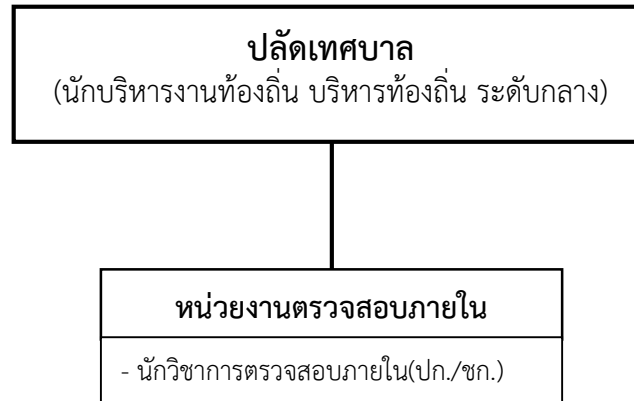 ปลัดเทศบาล
(นักบริหารงานท้องถิ่น บริหารท้องถิ่น ระดับกลาง)
หน่วยงานตรวจสอบภายใน
- นักวิชาการตรวจสอบภายใน(ปก./ชก.)